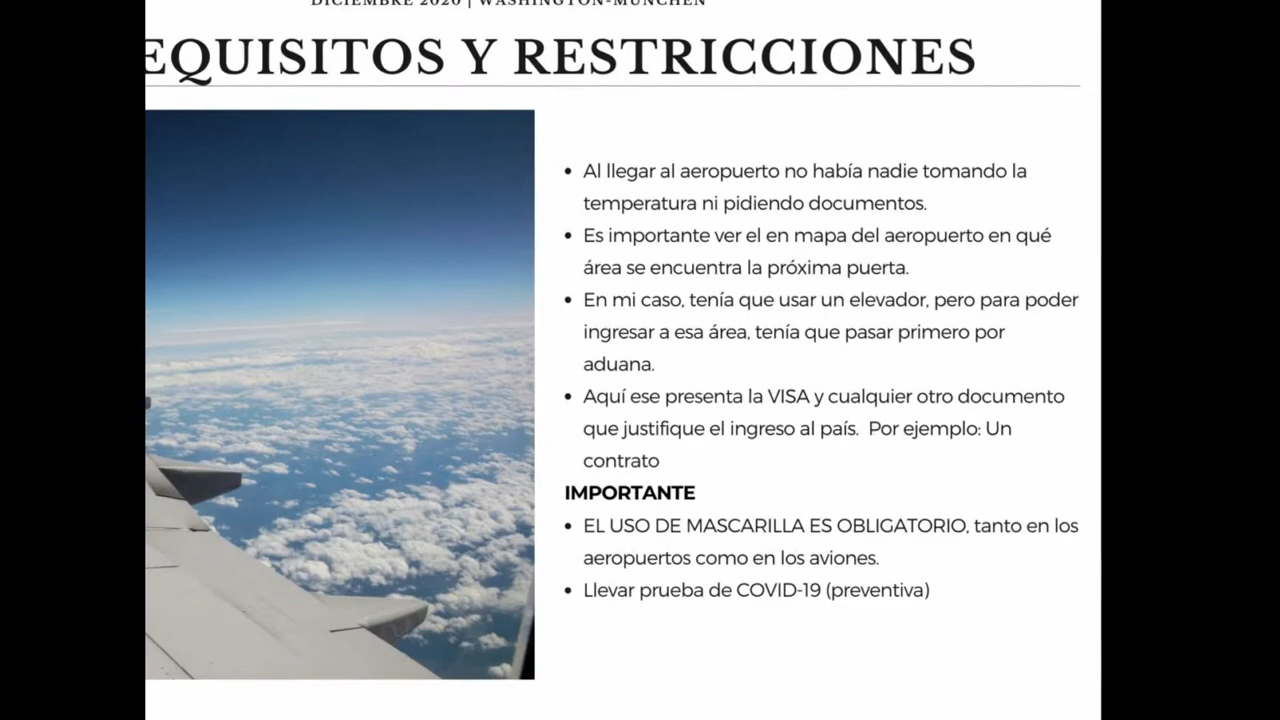 DICIEMBRE 2020 | WASHINGTON-MÜNCHEN
EQUISITOS Y RESTRICCIONES
• Al llegar al aeropuerto no había nadie tomando la
temperatura ni pidiendo documentos.
• Es importante ver el en mapa del aeropuerto en qué
área se encuentra la próxima puerta.
• En mi caso, tenía que usar un elevador, pero para poder
ingresar a esa área, tenía que pasar primero por
aduana.
• Aquí ese presenta la VISA y cualquier otro documento
que justifique el ingreso al país.  Por ejemplo: Un
contrato
IMPORTANTE
• EL USO DE MASCARILLA ES OBLIGATORIO, tanto en los
aeropuertos como en los aviones.
• Llevar prueba de COVID-19 (preventiva)